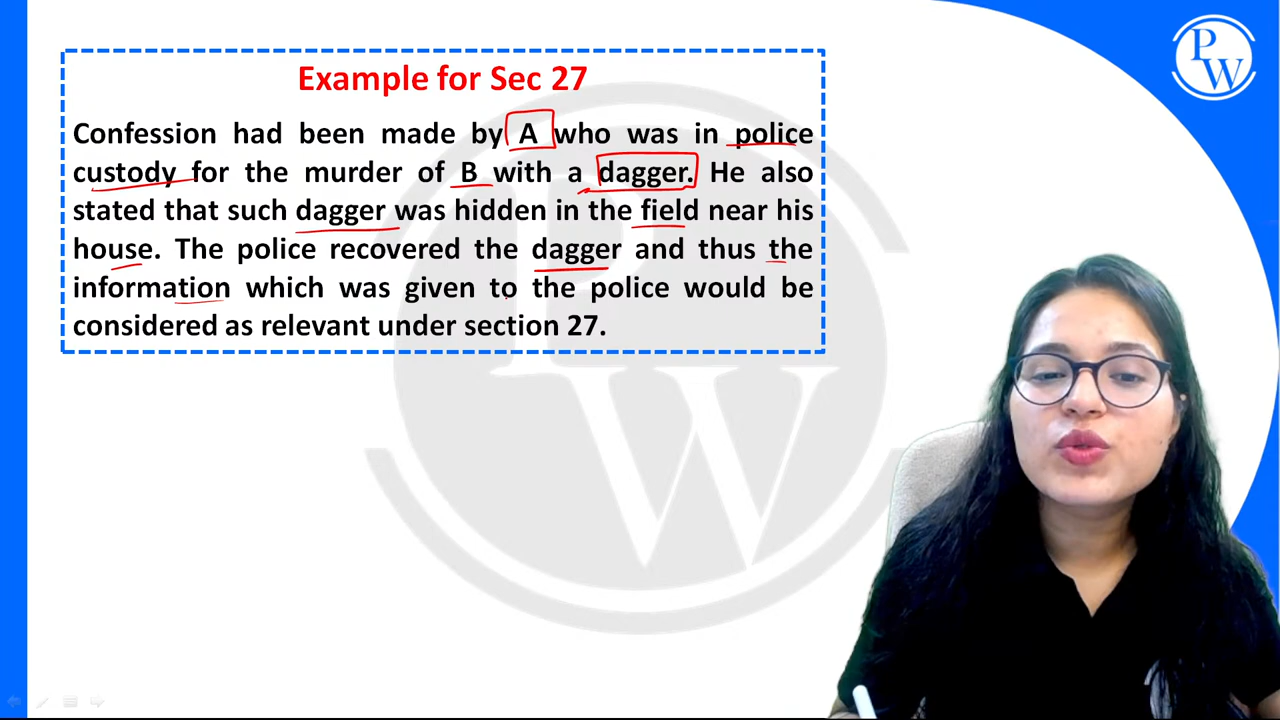 P
W
Example for Sec 27
Confession had been made by A who was in police
custody for the murder of B with a dagger. He also
stated that such dagger was hidden in the field near his
house. The police recovered the dagger and thus the
information which was given to the police would be
considered as relevant under section 27.
P
W